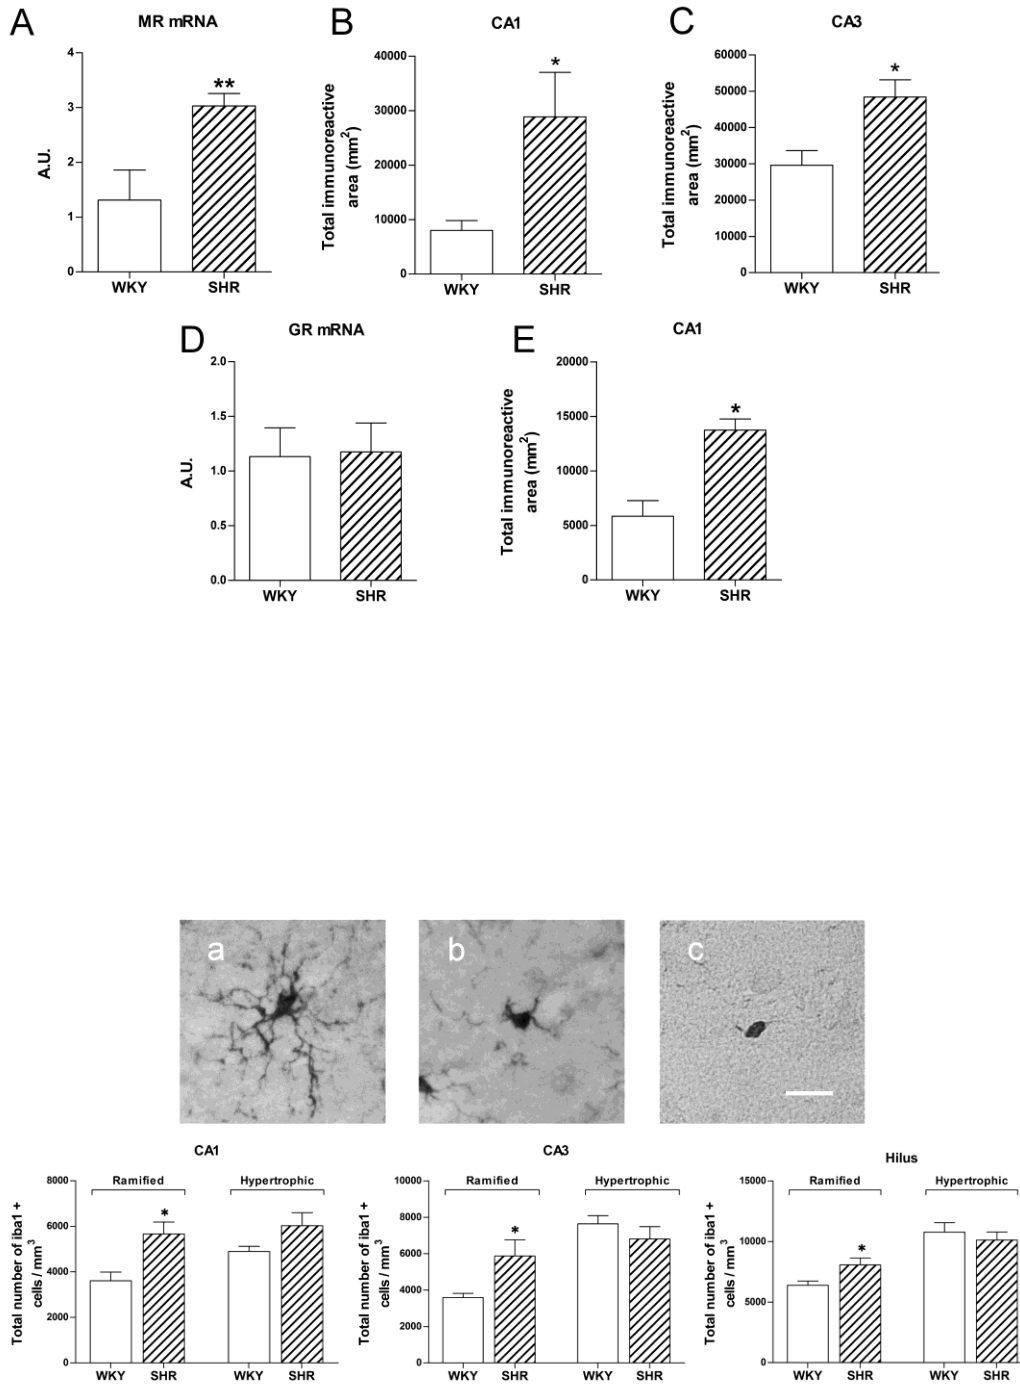 A
MR mRNA
4
3
2
1
0
A.U.
**
WKY SHR
B
CA1
40000
30000
20000
10000
0
Total immunoreactive
area (mm²)
*
WKY SHR
C
CA3
60000
50000
40000
30000
20000
10000
0
Total immunoreactive
area (mm²)
*
WKY SHR
D
GR mRNA
2.0
1.5
1.0
0.5
0.0
A.U.
WKY SHR
E
CA1
20000
15000
10000
5000
0
Total immunoreactive
area (mm²)
*
WKY SHR
a
b
c
CA1
Ramified Hypertrophic
8000
6000
4000
2000
0
Total number of iba1 +
cells / mm³
*
WKY SHR WKY SHR
CA3
Ramified Hypertrophic
10000
8000
6000
4000
2000
0
Total number of iba1 +
cells / mm³
*
WKY SHR WKY SHR
Hilus
Ramified Hypertrophic
15000
10000
5000
0
Total number of iba1 +
cells / mm³
*
WKY SHR WKY SHR